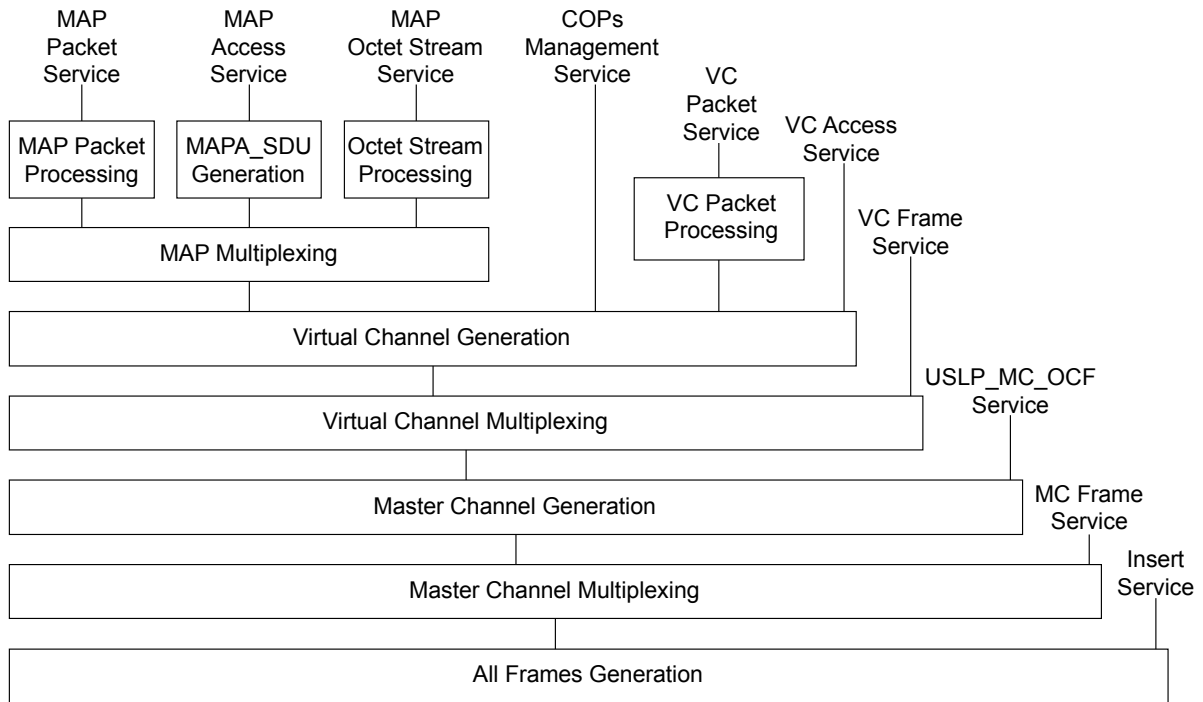 MAP
Packet
Service
MAP
Access
Service
MAP
Octet Stream
Service
COPs
Management
Service
VC
Packet
Service
VC Access
Service
MAP Packet
Processing
MAPA_SDU
Generation
Octet Stream
Processing
VC Packet
Processing
VC Frame
Service
MAP Multiplexing
Virtual Channel Generation
USLP_MC_OCF
Service
Virtual Channel Multiplexing
Master Channel Generation
MC Frame
Service
Master Channel Multiplexing
Insert
Service
All Frames Generation